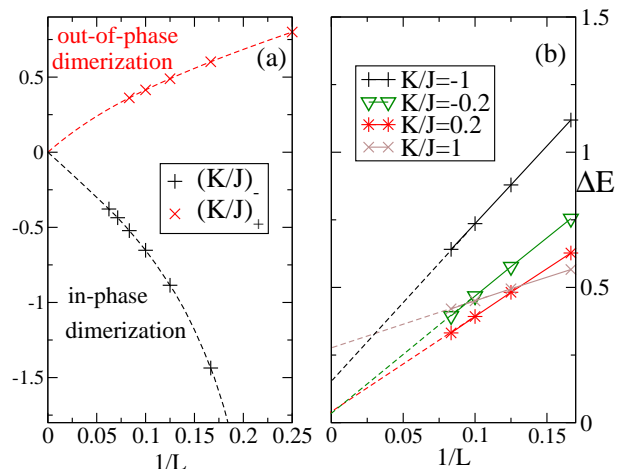 out-of-phase
dimerization
(a)
0.5
0
-0.5
-1
-1.5
(K/J)-
(K/J)+
in-phase
dimerization
0 0.05 0.1 0.15 0.2 0.25
1/L
(b)
K/J=-1
K/J=-0.2
K/J=0.2
K/J=1
1.5
1
ΔE
0.5
0
0 0.05 0.1 0.15
1/L